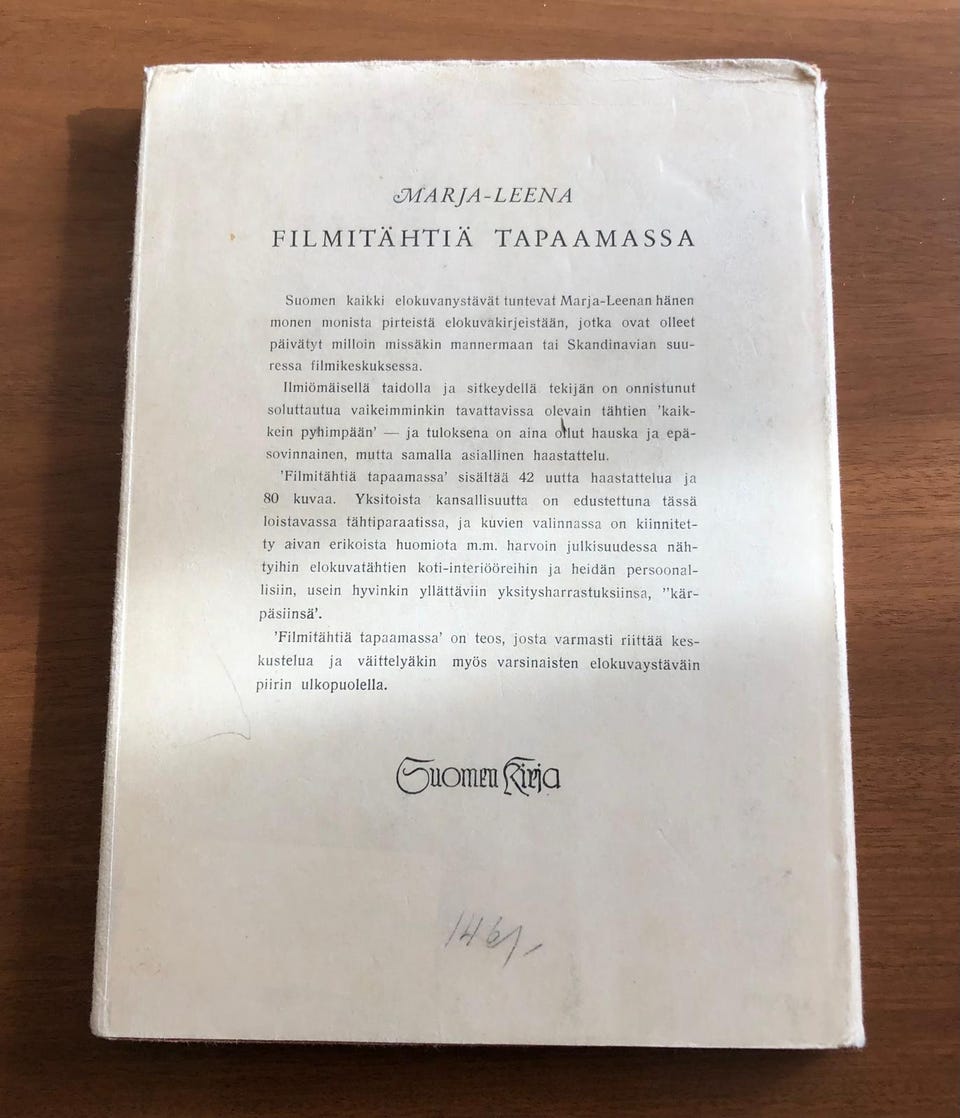 MARJA-LEENA
FILMITÄHTIÄ TAPAAMASSA
Suomen kaikki elokuvanystävät tuntevat Marja-Leenan hänen
monen monista pirteistä elokuvakirjeistään, jotka ovat olleet
päivätyt milloin missäkin mannermaan tai Skandinavian suu-
ressa filmikeskuksessa.
Ilmiömäisellä taidolla ja sitkeydellä tekijän on onnistunut
soluttautua vaikeimminkin tavattavissa olevain tähtien 'kaik-
kein pyhimpään' — ja tuloksena on aina ollut hauska ja epä-
sovinnainen, mutta samalla asiallinen haastattelu.
'Filmitähtiä tapaamassa' sisältää 42 uutta haastattelua ja
80 kuvaa. Yksitoista kansallisuutta on edustettuna tässä
loistavassa tähtiparaatissa, ja kuvien valinnassa on kiinnitet-
ty aivan erikoista huomiota m.m. harvoin julkisuudessa näh-
tyihin elokuvatähtien koti-interiööreihin ja heidän persoonal-
lisiin, usein hyvinkin yllättäviin yksitysharrastuksiinsa, ''kär-
päsiinsä'.
'Filmitähtiä tapaamassa' on teos, josta varmasti riittää kes-
kustelua ja väittelyäkin myös varsinaisten elokuvaystäväin
piirin ulkopuolella.
Suomen Kirja